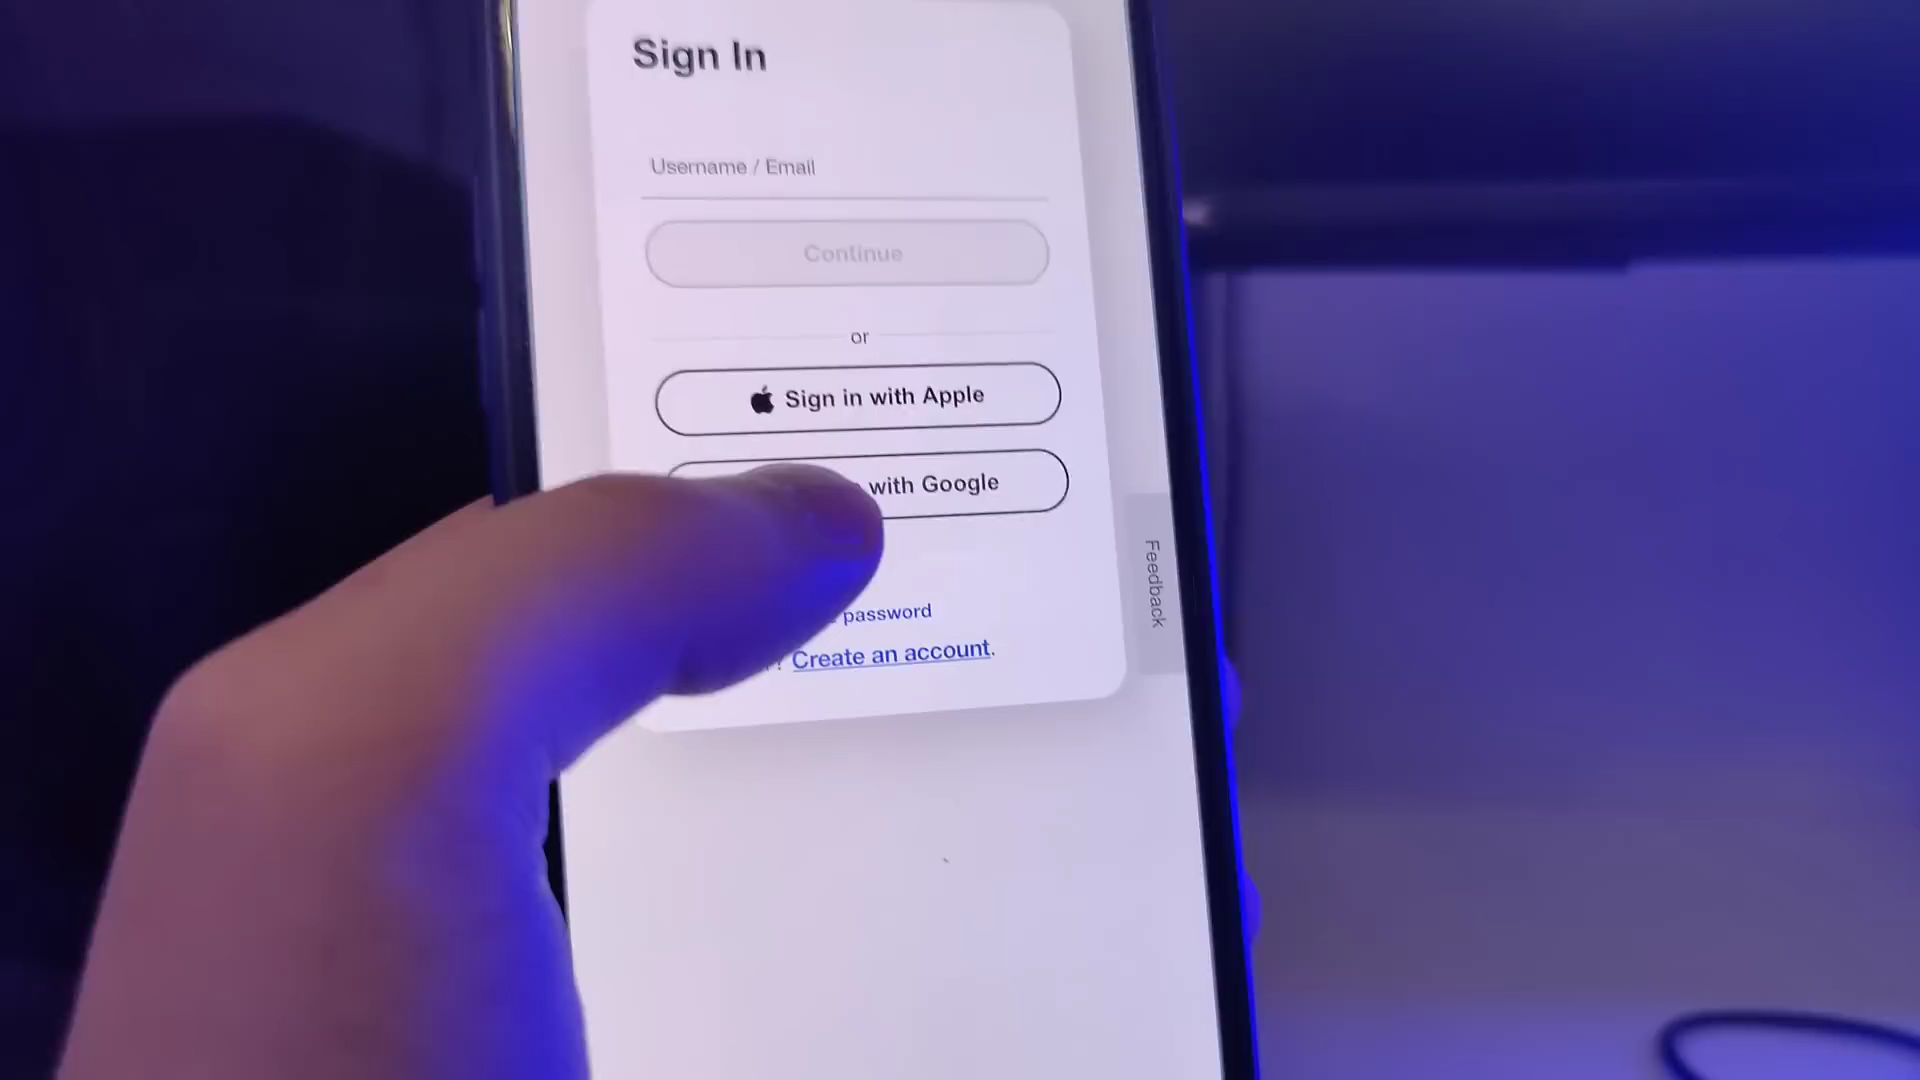 Sign In
Username / Email
Continue
or
Sign in with Apple
with Google
password
? Create an account.
Feedback